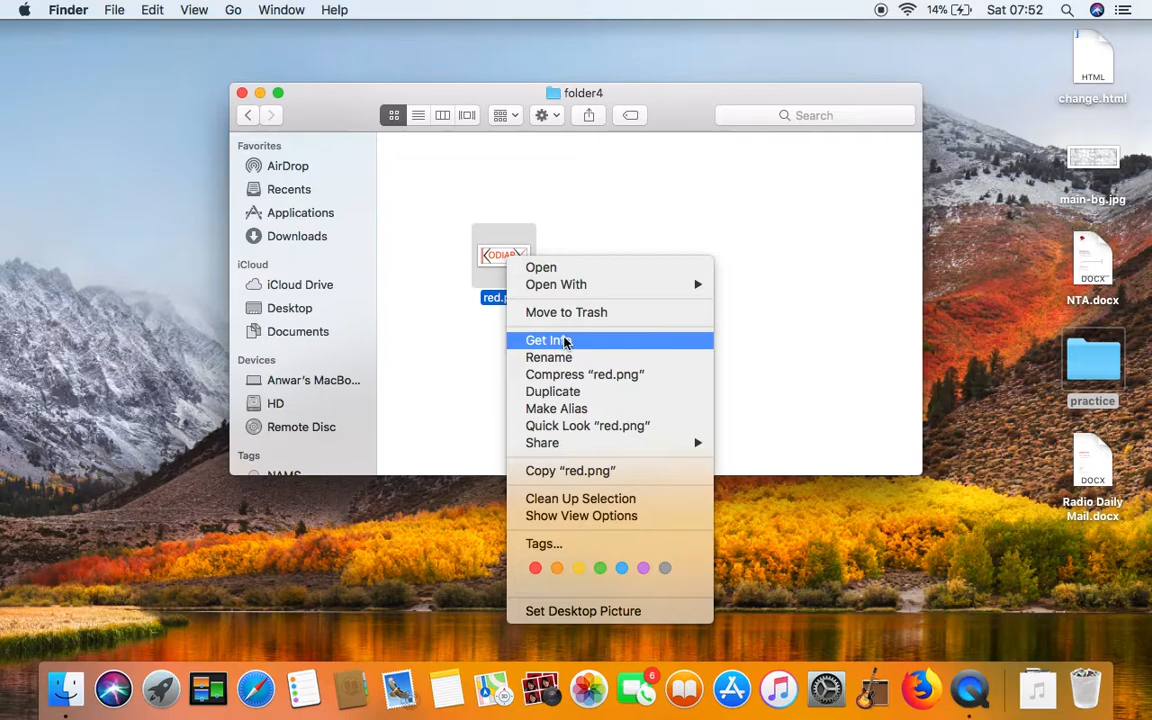 Finder File Edit View Go Window Help 14% Sat 07:52
HTML
change.html
main-bg.jpg
DOCX
NTA.docx
practice
DOCX
Radio Daily
Mail.docx
folder4
Search
Favorites
AirDrop
Recents
Applications
Downloads
iCloud
iCloud Drive
Desktop
Documents
Devices
Anwar's MacBo...
HD
Remote Disc
Tags
NAMS
Open
Open With
Move to Trash
Get Inf
Rename
Compress “red.png”
Duplicate
Make Alias
Quick Look “red.png”
Share
Copy “red.png”
Clean Up Selection
Show View Options
Tags...
Set Desktop Picture
6